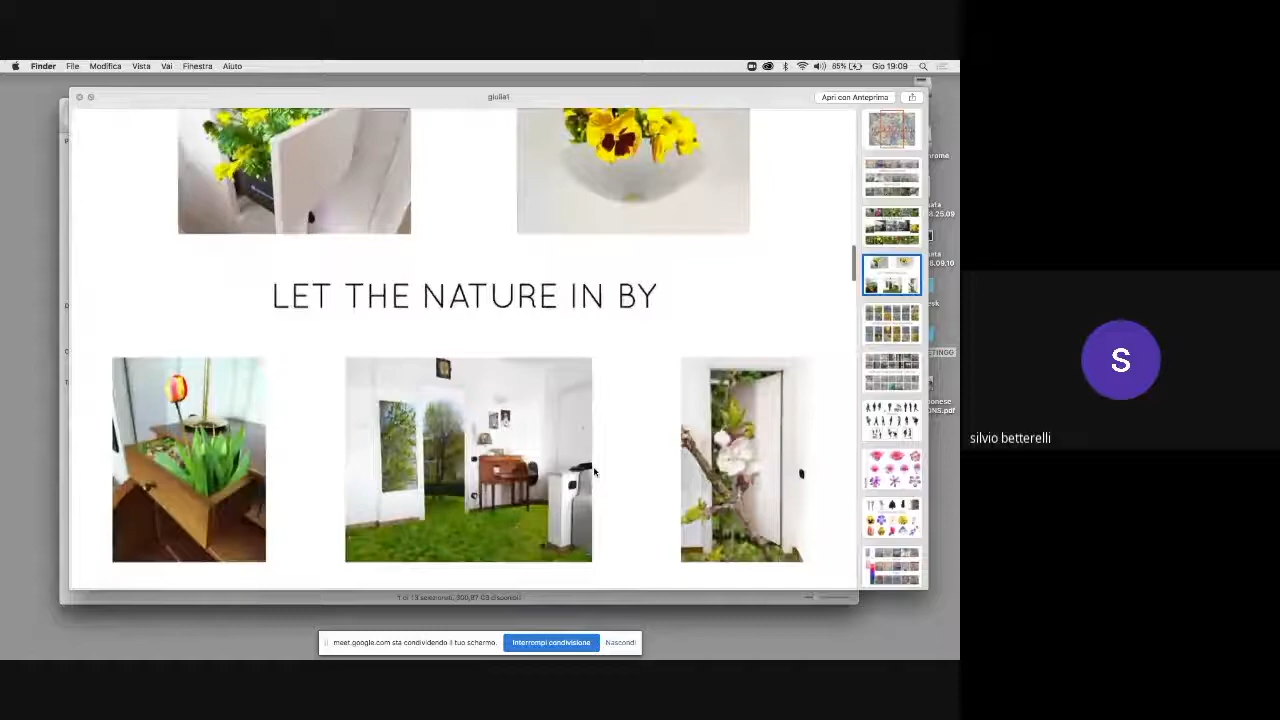 Finder File Modifica Vista Vai Finestra Aiuto
85% Gio 19:09
giulia1
Apri con Anteprima
LET THE NATURE IN BY
silvio betterelli
meet.google.com sta condividendo il tuo schermo.
Interrompi condivisione
Nascondi